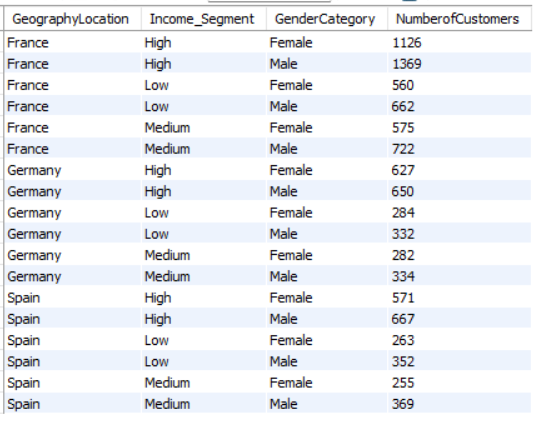 GeographyLocation Income_Segment GenderCategory NumberofCustomers
France High Female 1126
France High Male 1369
France Low Female 560
France Low Male 662
France Medium Female 575
France Medium Male 722
Germany High Female 627
Germany High Male 650
Germany Low Female 284
Germany Low Male 332
Germany Medium Female 282
Germany Medium Male 334
Spain High Female 571
Spain High Male 667
Spain Low Female 263
Spain Low Male 352
Spain Medium Female 255
Spain Medium Male 369